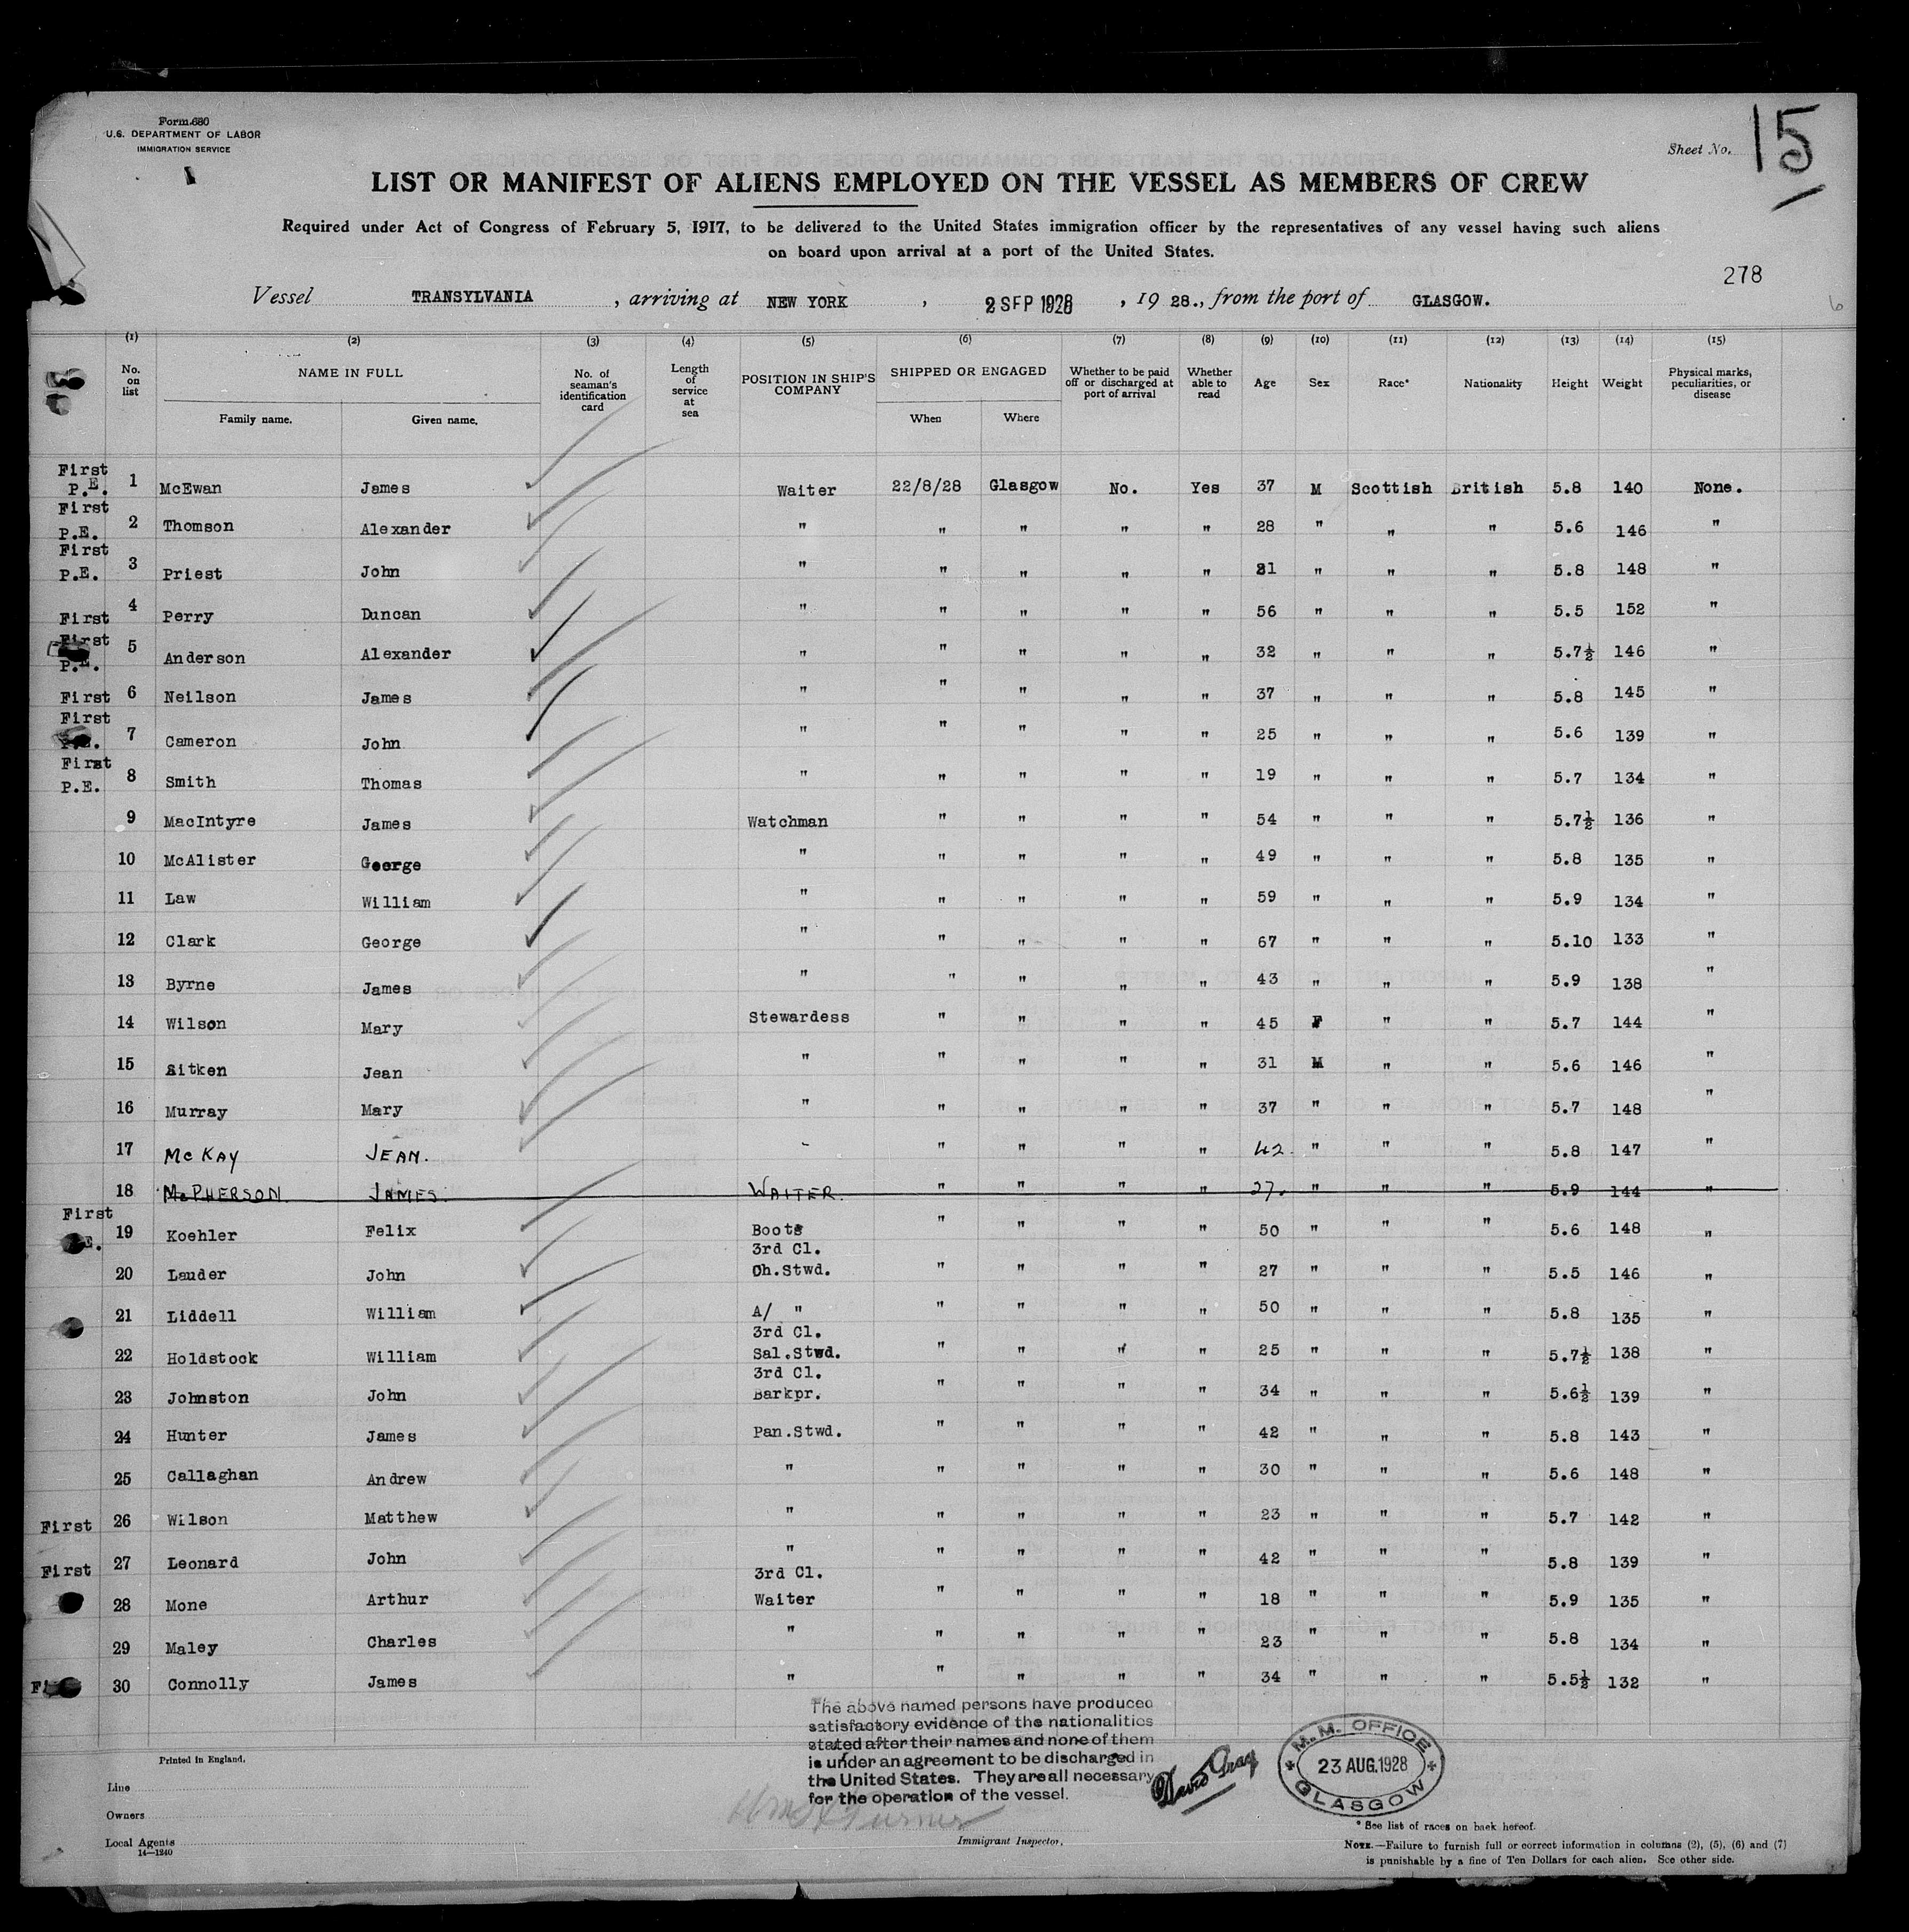 Form 680
U.S. DEPARTMENT OF LABOR
IMMIGRATION SERVICE
Sheet No. 15
LIST OR MANIFEST OF ALIENS EMPLOYED ON THE VESSEL AS MEMBERS OF CREW
Required under Act of Congress of February 5, 1917, to be delivered to the United States immigration officer by the representatives of any vessel having such aliens
on board upon arrival at a port of the United States.
278
Vessel TRANSYLVANIA, arriving at NEW YORK, 2 SEP 1928, 19 28., from the port of GLASGOW.
(1) (2) (3) (4) (5) (6) (7) (8) (9) (10) (11) (12) (13) (14) (15)
No. on list NAME IN FULL Family name. Given name. No. of seaman's identification card Length of service at sea POSITION IN SHIP'S COMPANY SHIPPED OR ENGAGED When Where Whether to be paid off or discharged at port of arrival Whether able to read Age Sex Race* Nationality Height Weight Physical marks, peculiarities, or disease
First P.E. 1 McEwan James Waiter 22/8/28 Glasgow No. Yes 37 M Scottish British 5.8 140 None.
First P.E. 2 Thomson Alexander " " " " " 28 " " " 5.6 146 "
First P.E. 3 Priest John " " " " " 31 " " " 5.8 148 "
First 4 Perry Duncan " " " " " 56 " " " 5.5 152 "
First P.E. 5 Anderson Alexander " " " " " 32 " " " 5.7½ 146 "
First 6 Neilson James " " " " " 37 " " " 5.8 145 "
First P.E. 7 Cameron John " " " " " 25 " " " 5.6 139 "
First P.E. 8 Smith Thomas " " " " " 19 " " " 5.7 134 "
9 MacIntyre James Watchman " " " " 54 " " " 5.7½ 136 "
10 McAlister George " " " " " 49 " " " 5.8 135 "
11 Law William " " " " " 59 " " " 5.9 134 "
12 Clark George " " " " " 67 " " " 5.10 133 "
13 Byrne James " " " " " 43 " " " 5.9 138 "
14 Wilson Mary Stewardess " " " " 45 F " " 5.7 144 "
15 Aitken Jean " " " " " 31 M " " 5.6 146 "
16 Murray Mary " " " " " 37 " " " 5.7 148 "
17 McKAY JEAN. " " " " " 42. " " " 5.8 147 "
18 McPHERSON. JAMES. WAITER. " " " " 27. " " " 5.9 144 "
First E. 19 Koehler Felix Boots " " " " 50 " " " 5.6 148 "
20 Lauder John 3rd Cl. Ch.Stwd. " " " " 27 " " " 5.5 146 "
21 Liddell William A/ " " " " " 50 " " " 5.8 135 "
22 Holdstock William 3rd Cl. Sal.Stwd. " " " " 25 " " " 5.7½ 138 "
23 Johnston John 3rd Cl. Barkpr. " " " " 34 " " " 5.6½ 139 "
24 Hunter James Pan.Stwd. " " " " 42 " " " 5.8 143 "
25 Callaghan Andrew " " " " " 30 " " " 5.6 148 "
First 26 Wilson Matthew " " " " " 23 " " " 5.7 142 "
First 27 Leonard John " " " " " 42 " " " 5.8 139 "
28 Mone Arthur 3rd Cl. Waiter " " " " 18 " " " 5.9 135 "
29 Maley Charles " " " " " 23 " " " 5.8 134 "
30 Connolly James " " " " " 34 " " " 5.5½ 132 "
The above named persons have produced
satisfactory evidence of the nationalities
stated after their names and none of them
is under an agreement to be discharged in
the United States. They are all necessary
for the operation of the vessel.
David Gray
M.M. OFFICE
23 AUG.1928
GLASGOW
Printed in England.
Line
Owners
Local Agents
14—1240
Turner
Immigrant Inspector.
* See list of races on back hereof.
NOTE.—Failure to furnish full or correct information in columns (2), (5), (6) and (7)
is punishable by a fine of Ten Dollars for each alien. See other side.